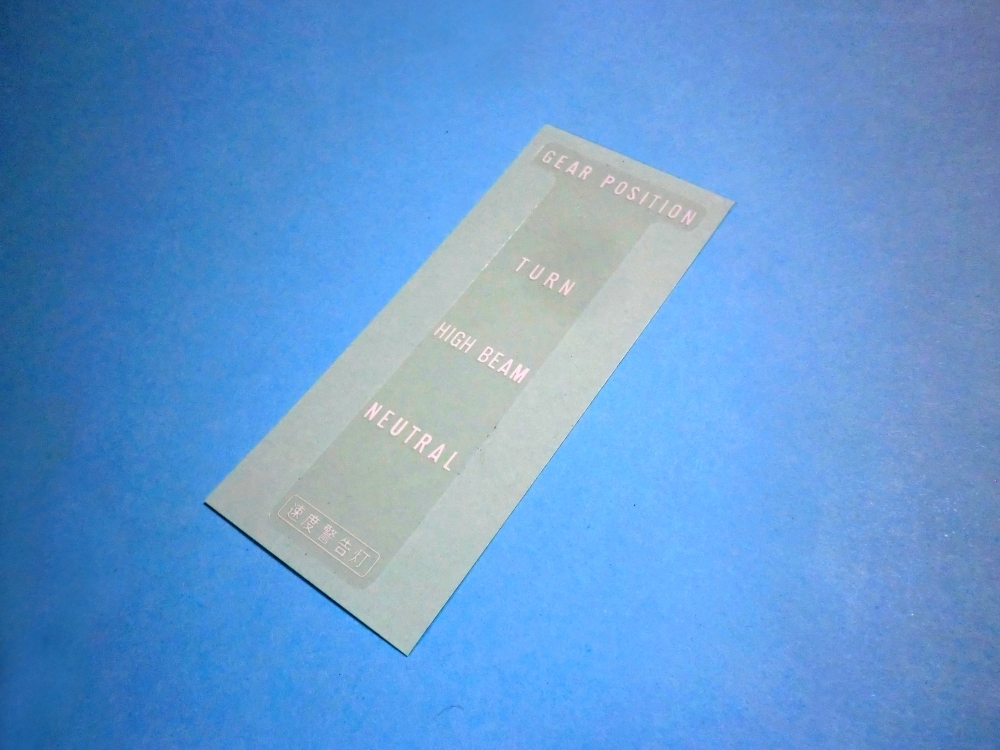 GEAR POSITION
TURN
HIGH BEAM
NEUTRAL
速度警告灯